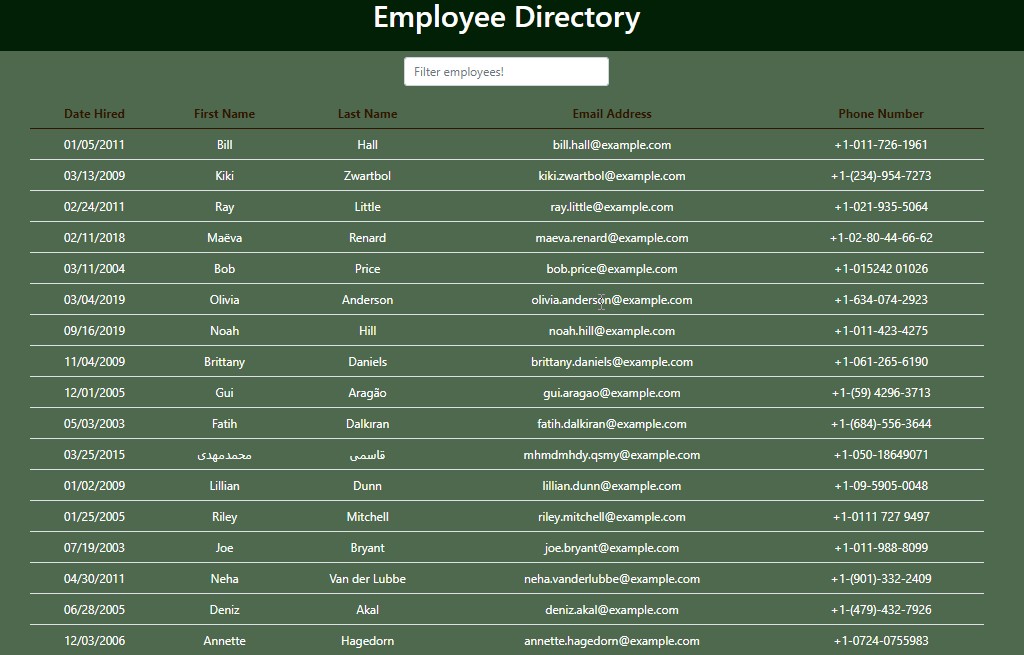 Employee Directory
Filter employees!
Date Hired First Name Last Name Email Address Phone Number
01/05/2011 Bill Hall bill.hall@example.com +1-011-726-1961
03/13/2009 Kiki Zwartbol kiki.zwartbol@example.com +1-(234)-954-7273
02/24/2011 Ray Little ray.little@example.com +1-021-935-5064
02/11/2018 Maëva Renard maeva.renard@example.com +1-02-80-44-66-62
03/11/2004 Bob Price bob.price@example.com +1-015242 01026
03/04/2019 Olivia Anderson olivia.anderson@example.com +1-634-074-2923
09/16/2019 Noah Hill noah.hill@example.com +1-011-423-4275
11/04/2009 Brittany Daniels brittany.daniels@example.com +1-061-265-6190
12/01/2005 Gui Aragão gui.aragao@example.com +1-(59) 4296-3713
05/03/2003 Fatih Dalkıran fatih.dalkiran@example.com +1-(684)-556-3644
03/25/2015 محمدمهدی قاسمی mhmdmhdy.qsmy@example.com +1-050-18649071
01/02/2009 Lillian Dunn lillian.dunn@example.com +1-09-5905-0048
01/25/2005 Riley Mitchell riley.mitchell@example.com +1-0111 727 9497
07/19/2003 Joe Bryant joe.bryant@example.com +1-011-988-8099
04/30/2011 Neha Van der Lubbe neha.vanderlubbe@example.com +1-(901)-332-2409
06/28/2005 Deniz Akal deniz.akal@example.com +1-(479)-432-7926
12/03/2006 Annette Hagedorn annette.hagedorn@example.com +1-0724-0755983